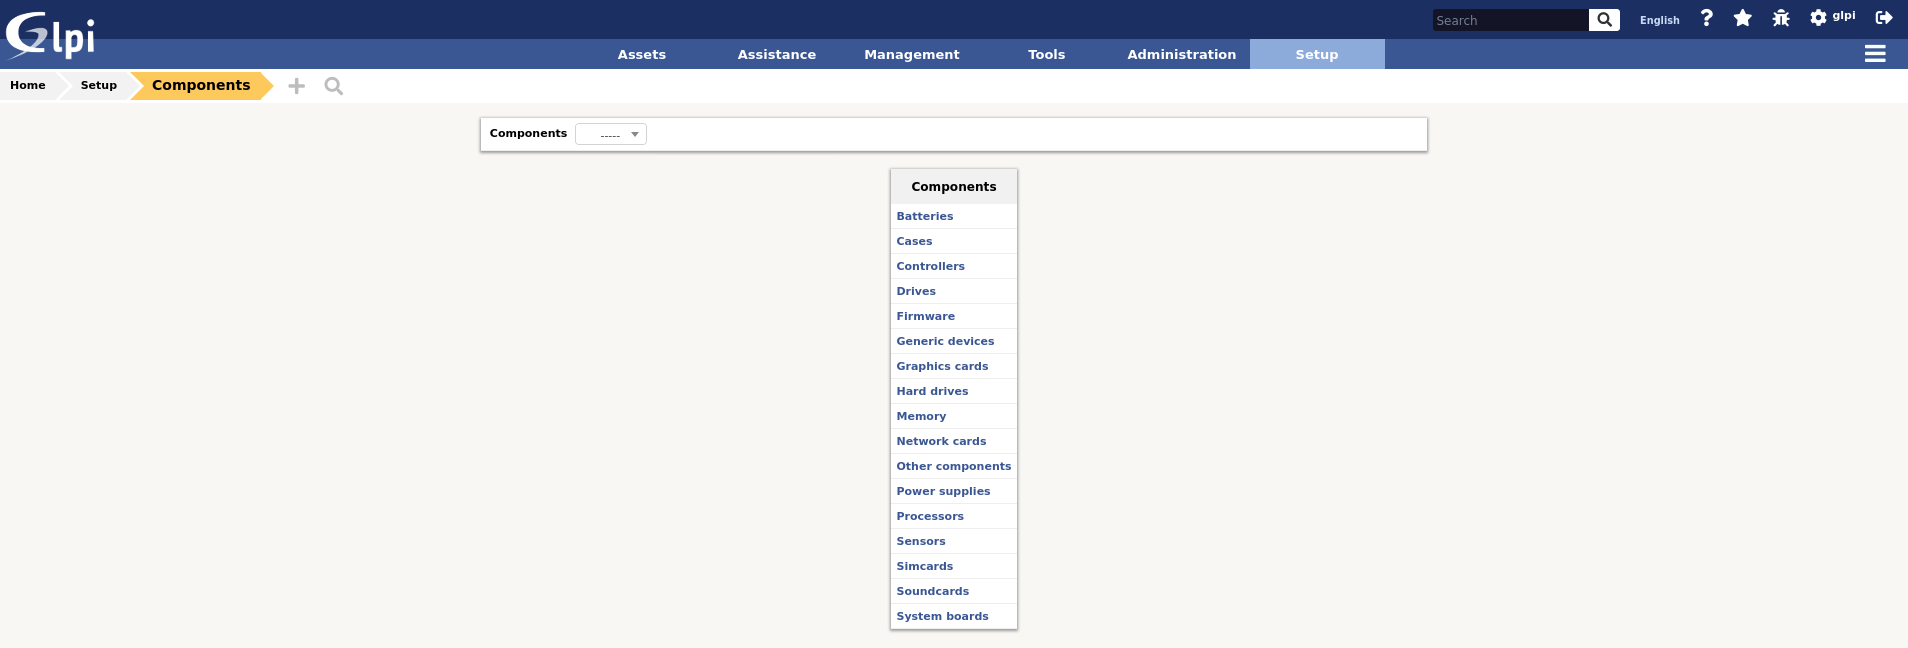 Glpi
Search
English
glpi
Assets
Assistance
Management
Tools
Administration
Setup
Home
Setup
Components
Components
-----
Components
Batteries
Cases
Controllers
Drives
Firmware
Generic devices
Graphics cards
Hard drives
Memory
Network cards
Other components
Power supplies
Processors
Sensors
Simcards
Soundcards
System boards